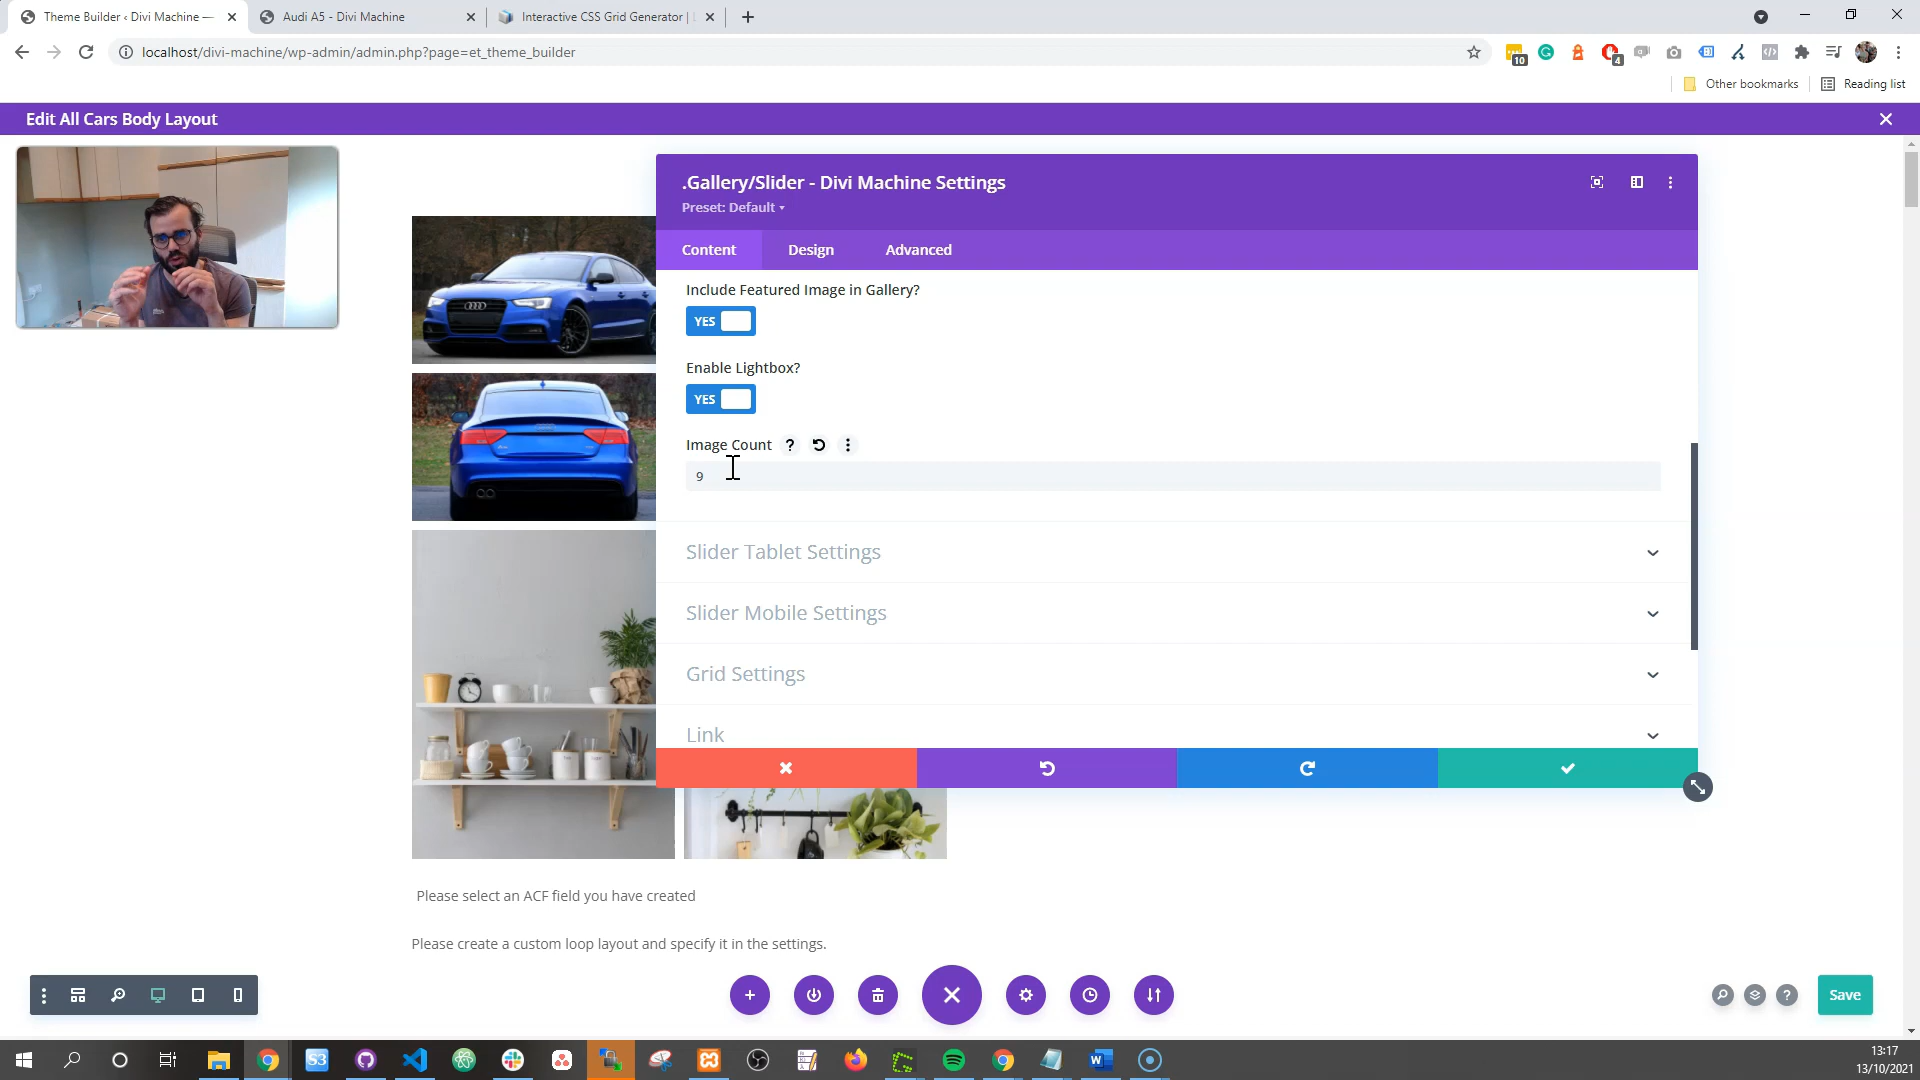 Theme Builder ‹ Divi Machine —
Audi A5 - Divi Machine
Interactive CSS Grid Generator |
localhost/divi-machine/wp-admin/admin.php?page=et_theme_builder
10
4
Other bookmarks
Reading list
Edit All Cars Body Layout
.Gallery/Slider - Divi Machine Settings
Preset: Default
Content
Design
Advanced
Include Featured Image in Gallery?
YES
Enable Lightbox?
YES
Image Count
?
9
Slider Tablet Settings
Slider Mobile Settings
Grid Settings
Link
Please select an ACF field you have created
Please create a custom loop layout and specify it in the settings.
?
Save
S3
13:17
13/10/2021